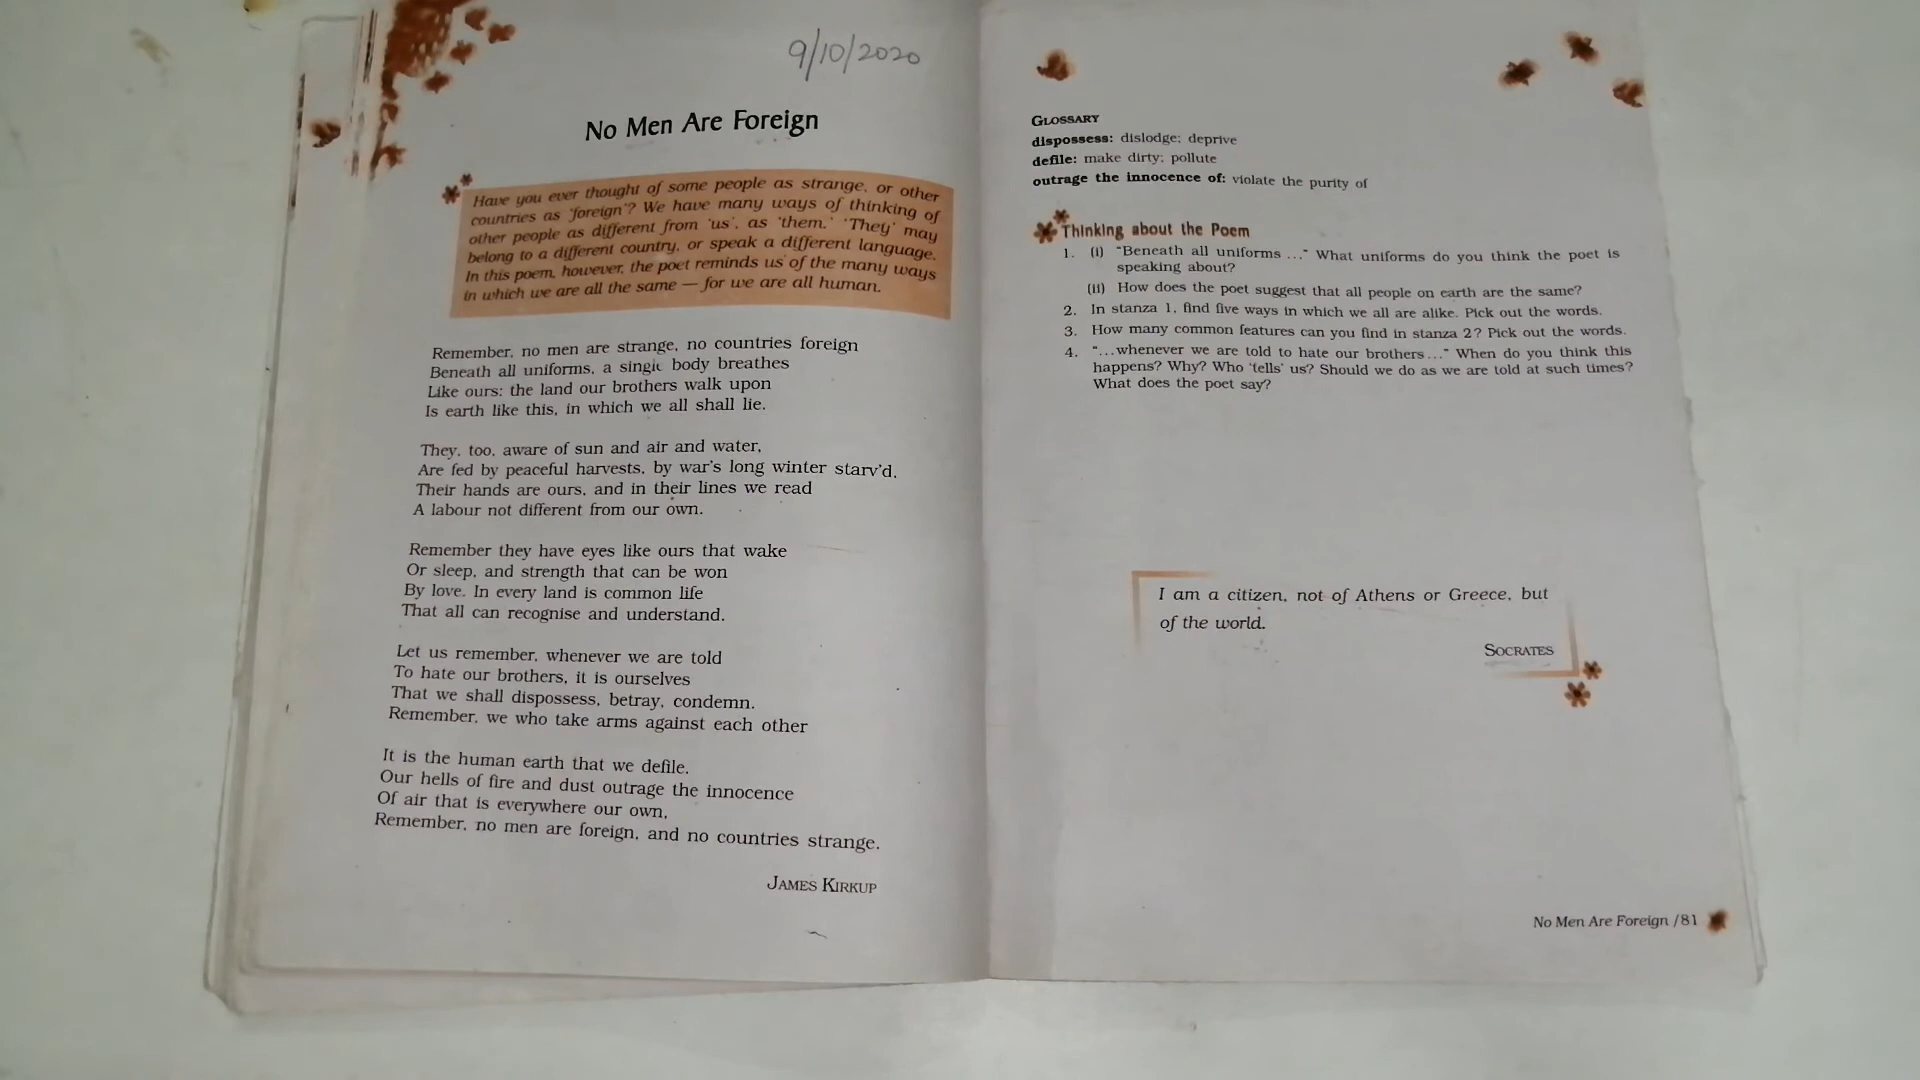 9/10/2020
No Men Are Foreign
Have you ever thought of some people as strange, or other
countries as 'foreign'? We have many ways of thinking of
other people as different from 'us', as 'them.' 'They' may
belong to a different country, or speak a different language.
In this poem, however, the poet reminds us of the many ways
in which we are all the same — for we are all human.
Remember, no men are strange, no countries foreign
Beneath all uniforms, a single body breathes
Like ours: the land our brothers walk upon
Is earth like this, in which we all shall lie.
They, too, aware of sun and air and water,
Are fed by peaceful harvests, by war's long winter starv'd.
Their hands are ours, and in their lines we read
A labour not different from our own.
Remember they have eyes like ours that wake
Or sleep, and strength that can be won
By love. In every land is common life
That all can recognise and understand.
Let us remember, whenever we are told
To hate our brothers, it is ourselves
That we shall dispossess, betray, condemn.
Remember, we who take arms against each other
It is the human earth that we defile.
Our hells of fire and dust outrage the innocence
Of air that is everywhere our own,
Remember, no men are foreign, and no countries strange.
JAMES KIRKUP
GLOSSARY
dispossess: dislodge; deprive
defile: make dirty; pollute
outrage the innocence of: violate the purity of
Thinking about the Poem
1. (i) "Beneath all uniforms ..." What uniforms do you think the poet is
speaking about?
(ii) How does the poet suggest that all people on earth are the same?
2. In stanza 1, find five ways in which we all are alike. Pick out the words.
3. How many common features can you find in stanza 2? Pick out the words.
4. "...whenever we are told to hate our brothers..." When do you think this
happens? Why? Who 'tells' us? Should we do as we are told at such times?
What does the poet say?
I am a citizen, not of Athens or Greece, but
of the world.
SOCRATES
No Men Are Foreign /81